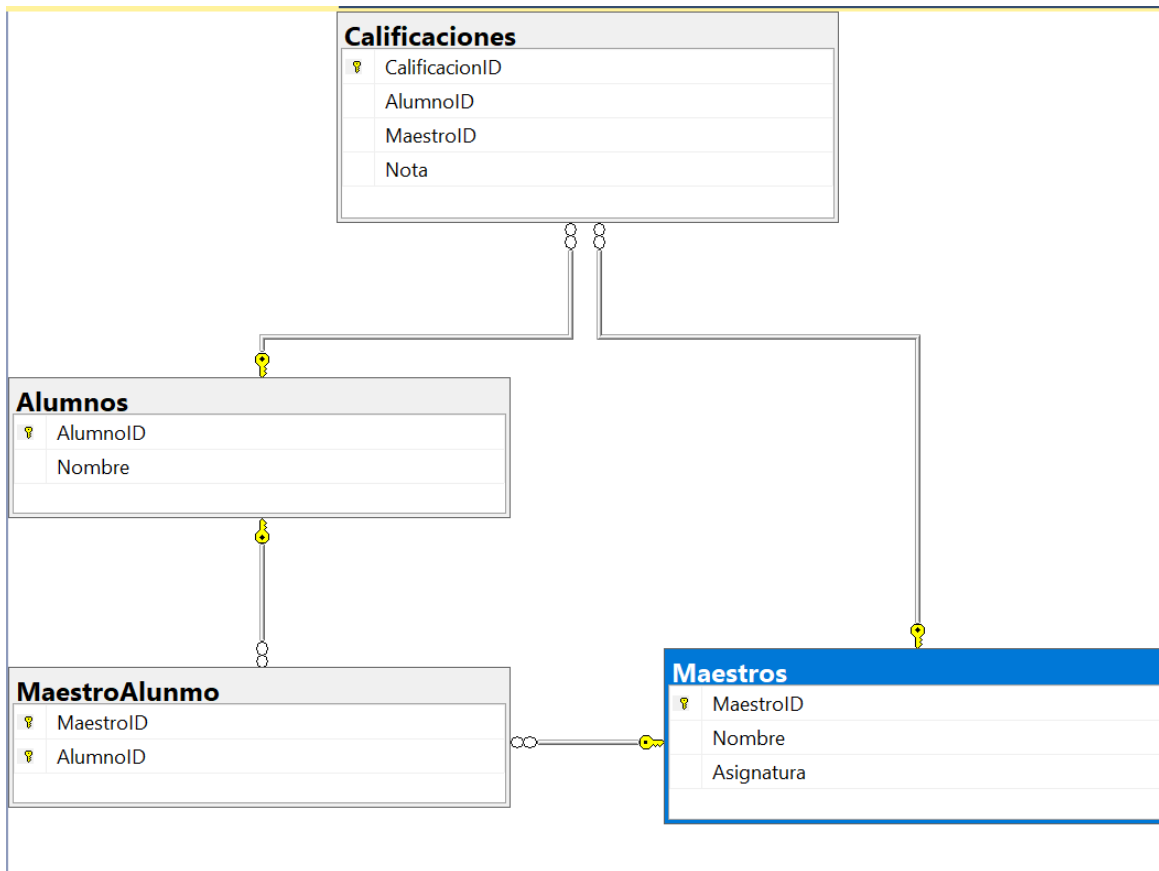 Calificaciones
CalificacionID
AlumnoID
MaestroID
Nota
Alumnos
AlumnoID
Nombre
MaestroAlunmo
MaestroID
AlumnoID
Maestros
MaestroID
Nombre
Asignatura